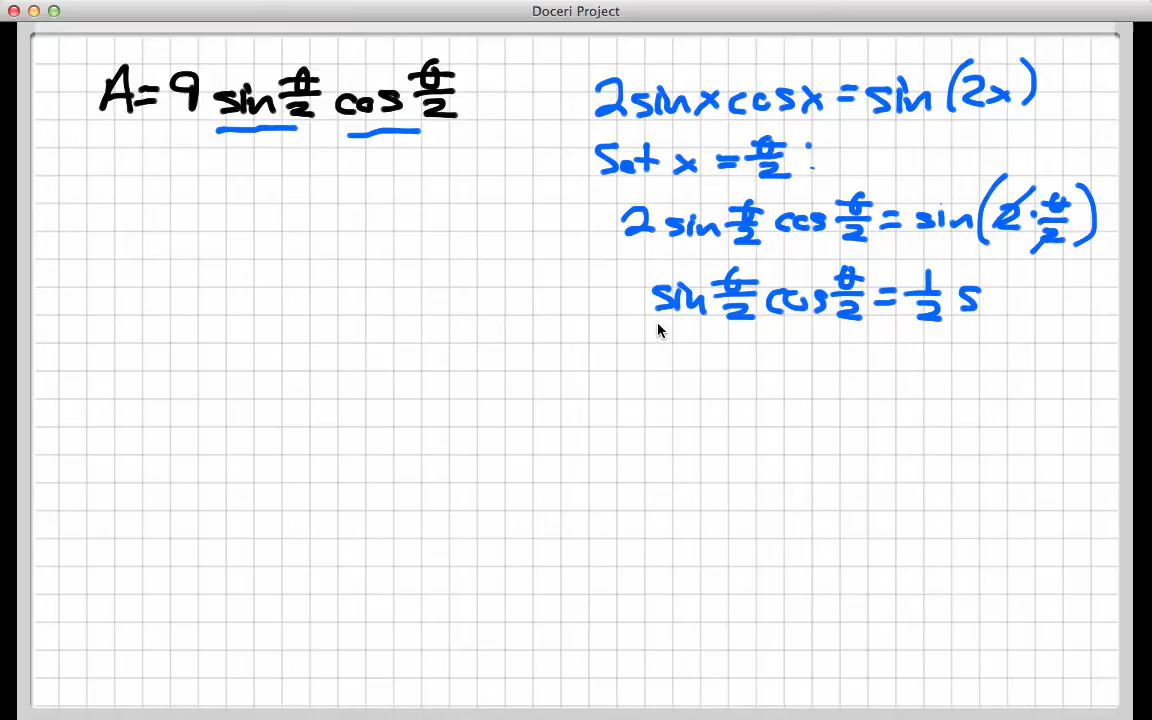 Doceri Project
A = 9 sin θ/2 cos θ/2
2 sin x cos x = sin (2x)
Set x = θ/2 :
2 sin θ/2 cos θ/2 = sin (2 · θ/2)
sin θ/2 cos θ/2 = 1/2 s